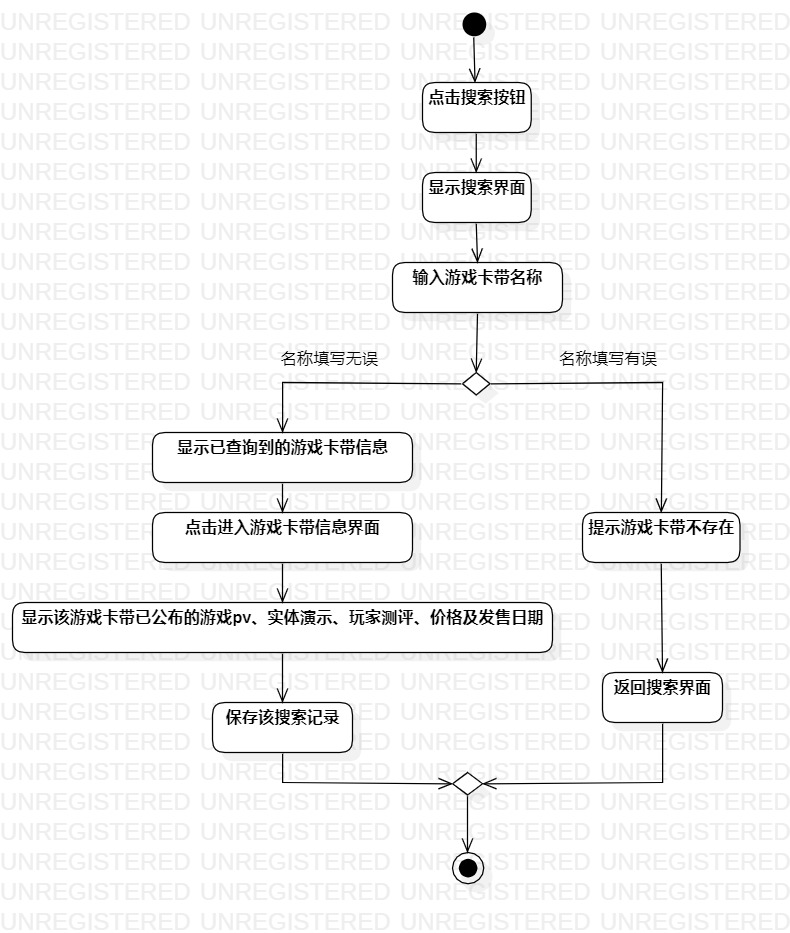 点击搜索按钮
显示搜索界面
输入游戏卡带名称
名称填写无误
名称填写有误
显示已查询到的游戏卡带信息
点击进入游戏卡带信息界面
提示游戏卡带不存在
显示该游戏卡带已公布的游戏pv、实体演示、玩家测评、价格及发售日期
返回搜索界面
保存该搜索记录
UNREGISTERED UNREGISTERED UNREGISTERED UNREGISTERED